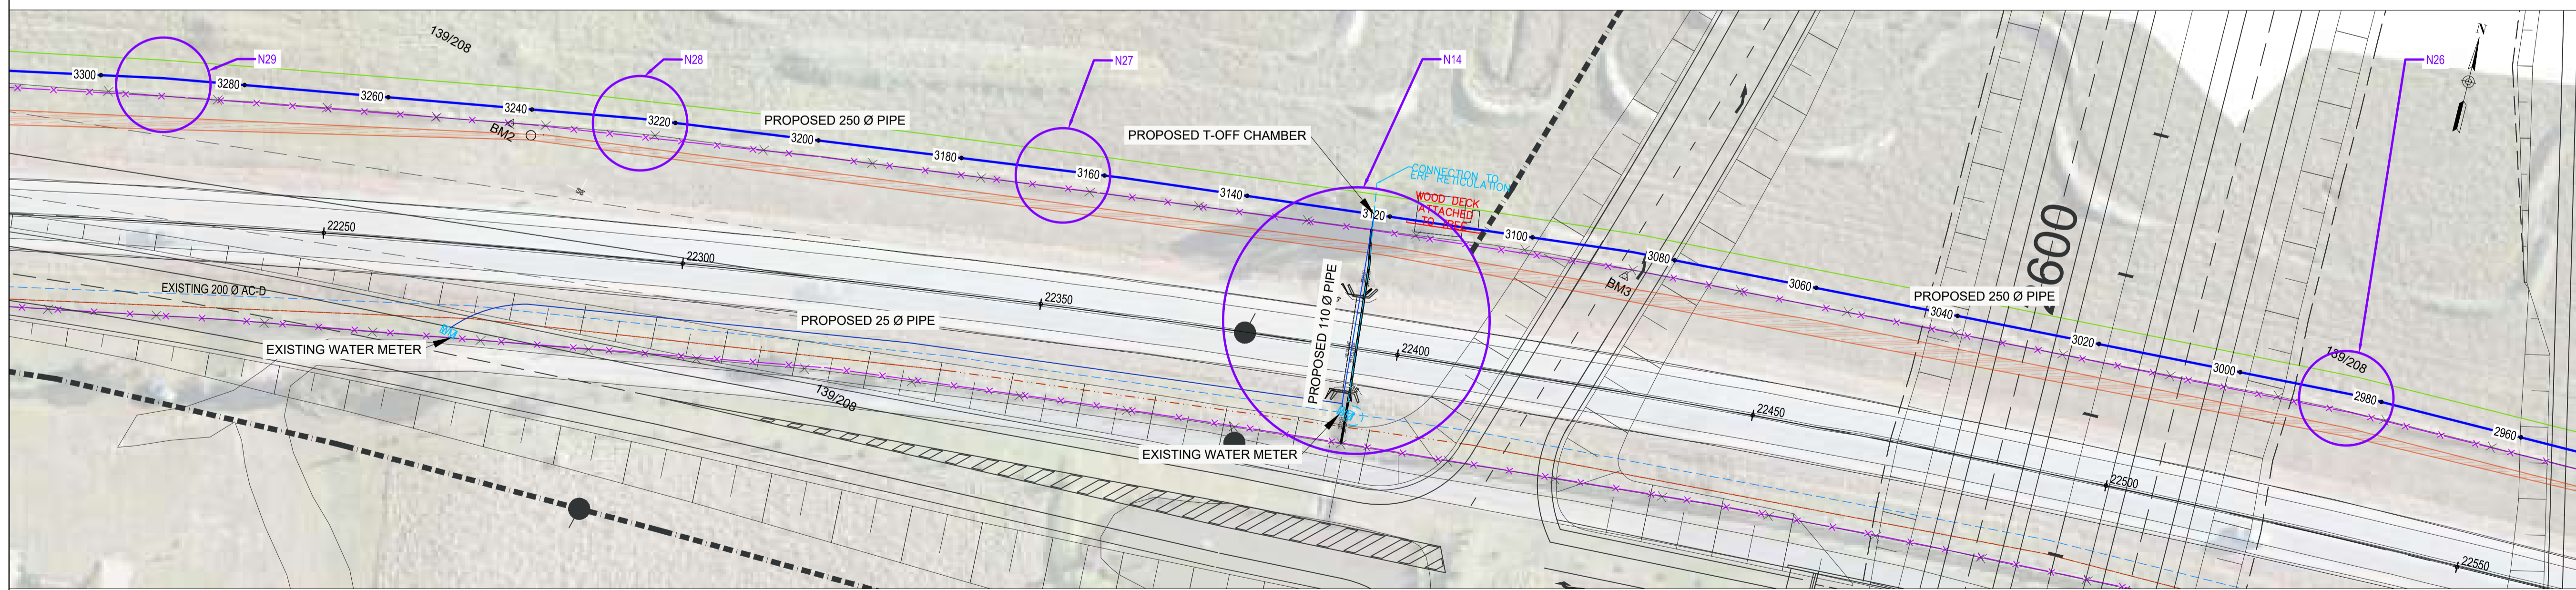 139/208
N29
N28
N27
N14
N26
N
3300
3280
3260
3240
3220
3200
3180
3160
3140
3120
3100
3080
3060
3040
3020
3000
2980
2960
PROPOSED 250 Ø PIPE
PROPOSED T-OFF CHAMBER
BM2
CONNECTION TO
ERF RETICULATION
WOOD DECK
ATTACHED
TO TREE
BM3
PROPOSED 250 Ø PIPE
139/208
22250
22300
22350
22400
22450
22500
22550
EXISTING 200 Ø AC-D
PROPOSED 25 Ø PIPE
PROPOSED 110 Ø PIPE
EXISTING WATER METER
139/208
EXISTING WATER METER